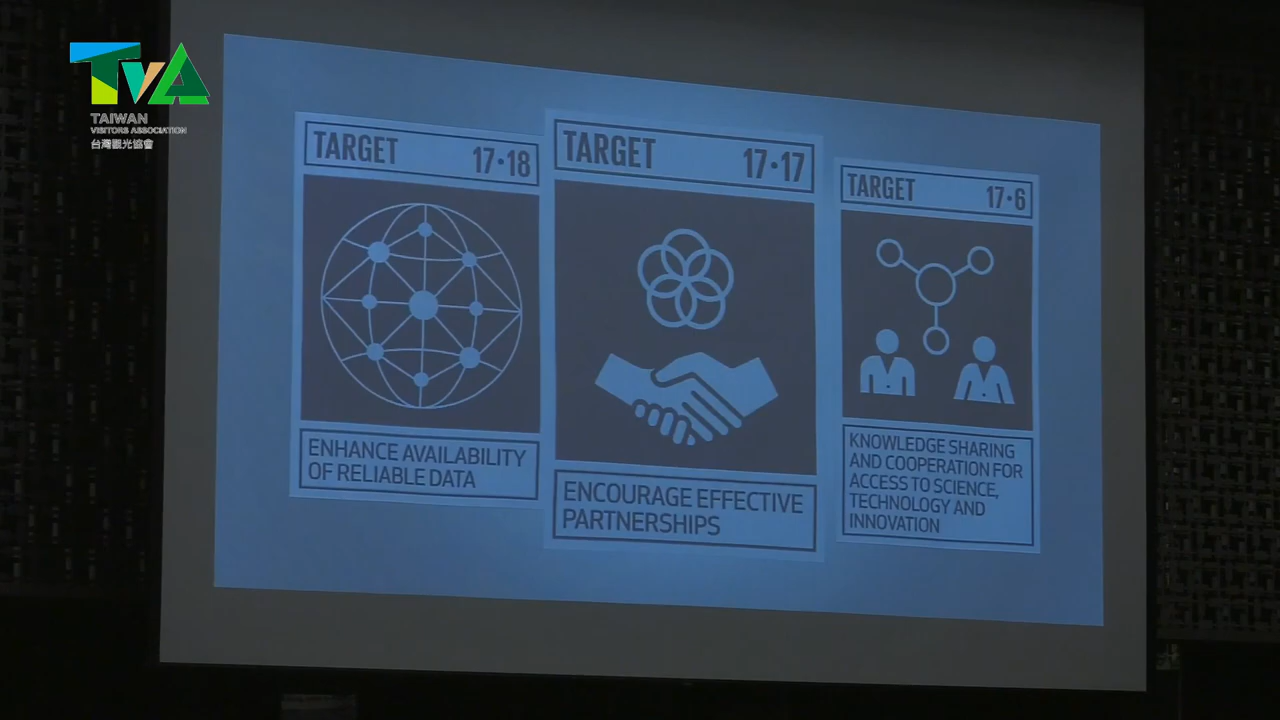 TVA
TAIWAN
VISITORS ASSOCIATION
台灣觀光協會
TARGET 17·18
ENHANCE AVAILABILITY
OF RELIABLE DATA
TARGET 17·17
ENCOURAGE EFFECTIVE
PARTNERSHIPS
TARGET 17·6
KNOWLEDGE SHARING
AND COOPERATION FOR
ACCESS TO SCIENCE,
TECHNOLOGY AND
INNOVATION